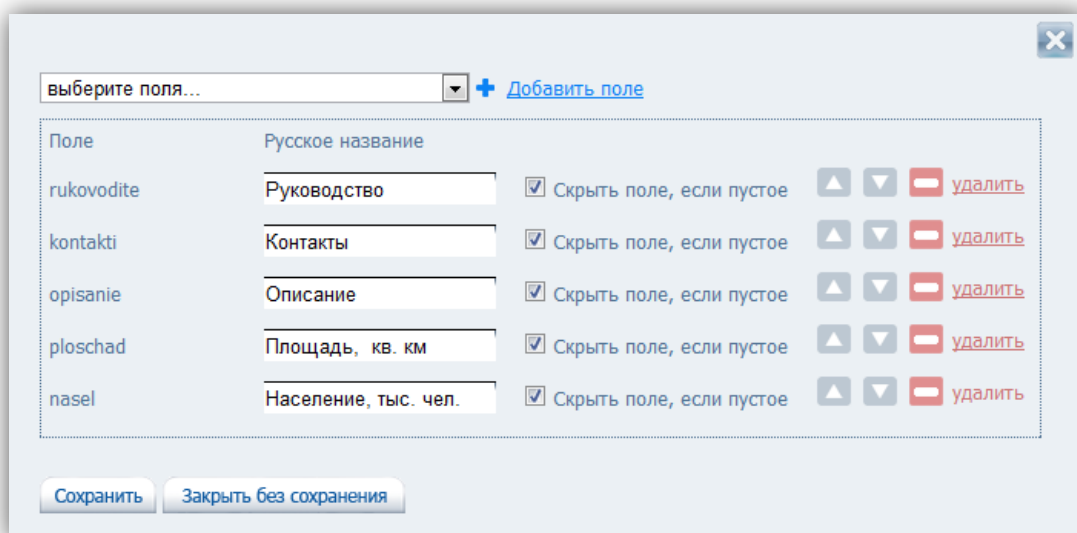 выберите поля... Добавить поле
Поле Русское название
rukovodite Руководство Скрыть поле, если пустое удалить
kontakti Контакты Скрыть поле, если пустое удалить
opisanie Описание Скрыть поле, если пустое удалить
ploschad Площадь, кв. км Скрыть поле, если пустое удалить
nasel Население, тыс. чел. Скрыть поле, если пустое удалить
Сохранить Закрыть без сохранения